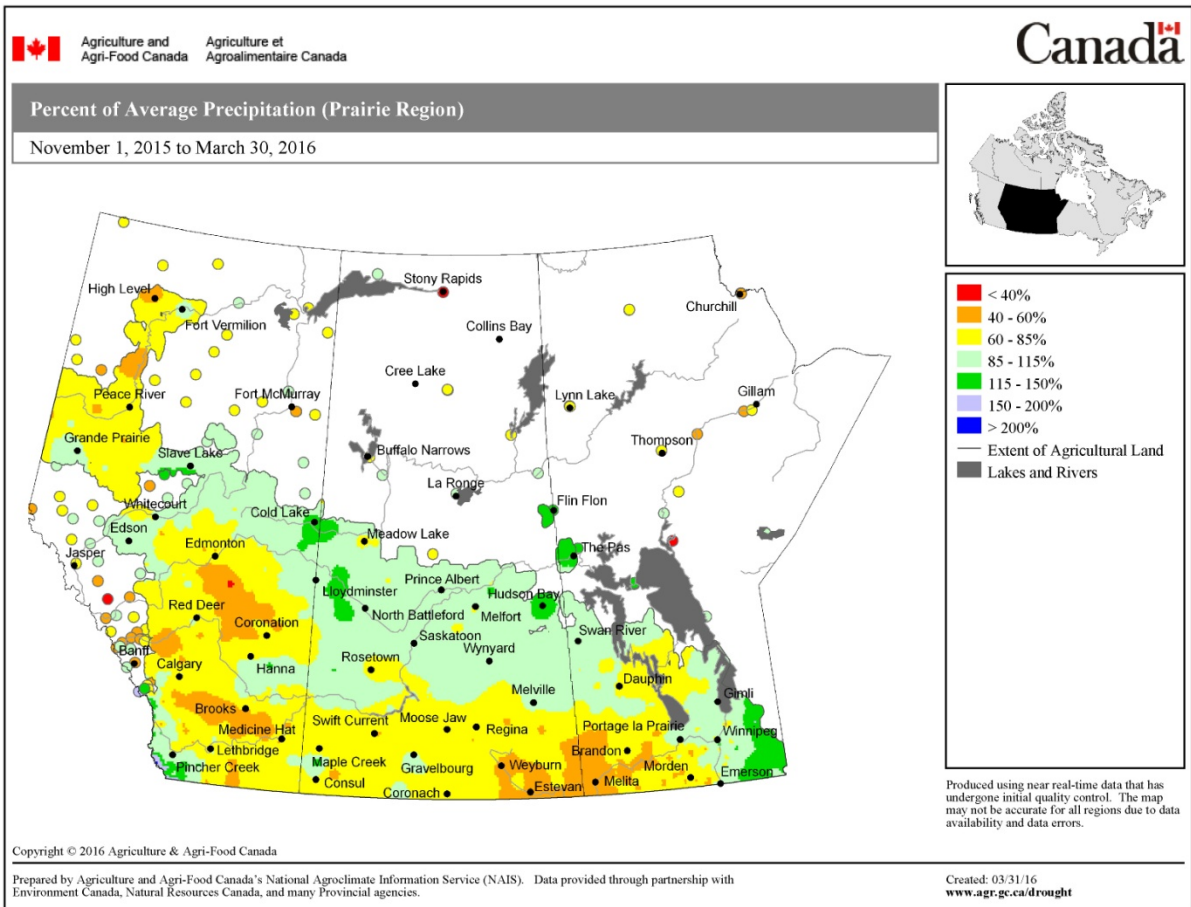 Agriculture and
Agri-Food Canada
Agriculture et
Agroalimentaire Canada
Canada
Percent of Average Precipitation (Prairie Region)
November 1, 2015 to March 30, 2016
Stony Rapids
High Level
Churchill
Fort Vermilion
Collins Bay
Cree Lake
Peace River
Fort McMurray
Lynn Lake
Gillam
Grande Prairie
Thompson
Slave Lake
Buffalo Narrows
La Ronge
Whitecourt
Flin Flon
Cold Lake
Edson
Meadow Lake
Edmonton
The Pas
Jasper
Prince Albert
Lloydminster
Hudson Bay
Red Deer
North Battleford
Melfort
Coronation
Saskatoon
Swan River
Banff
Hanna
Rosetown
Wynyard
Calgary
Dauphin
Melville
Gimli
Brooks
Swift Current
Moose Jaw
Regina
Portage la Prairie
Medicine Hat
Winnipeg
Lethbridge
Brandon
Pincher Creek
Maple Creek
Gravelbourg
Weyburn
Morden
Emerson
Consul
Coronach
Estevan
Melita
< 40%
40 - 60%
60 - 85%
85 - 115%
115 - 150%
150 - 200%
> 200%
Extent of Agricultural Land
Lakes and Rivers
Produced using near real-time data that has
undergone initial quality control. The map
may not be accurate for all regions due to data
availability and data errors.
Copyright © 2016 Agriculture & Agri-Food Canada
Prepared by Agriculture and Agri-Food Canada's National Agroclimate Information Service (NAIS). Data provided through partnership with
Environment Canada, Natural Resources Canada, and many Provincial agencies.
Created: 03/31/16
www.agr.gc.ca/drought